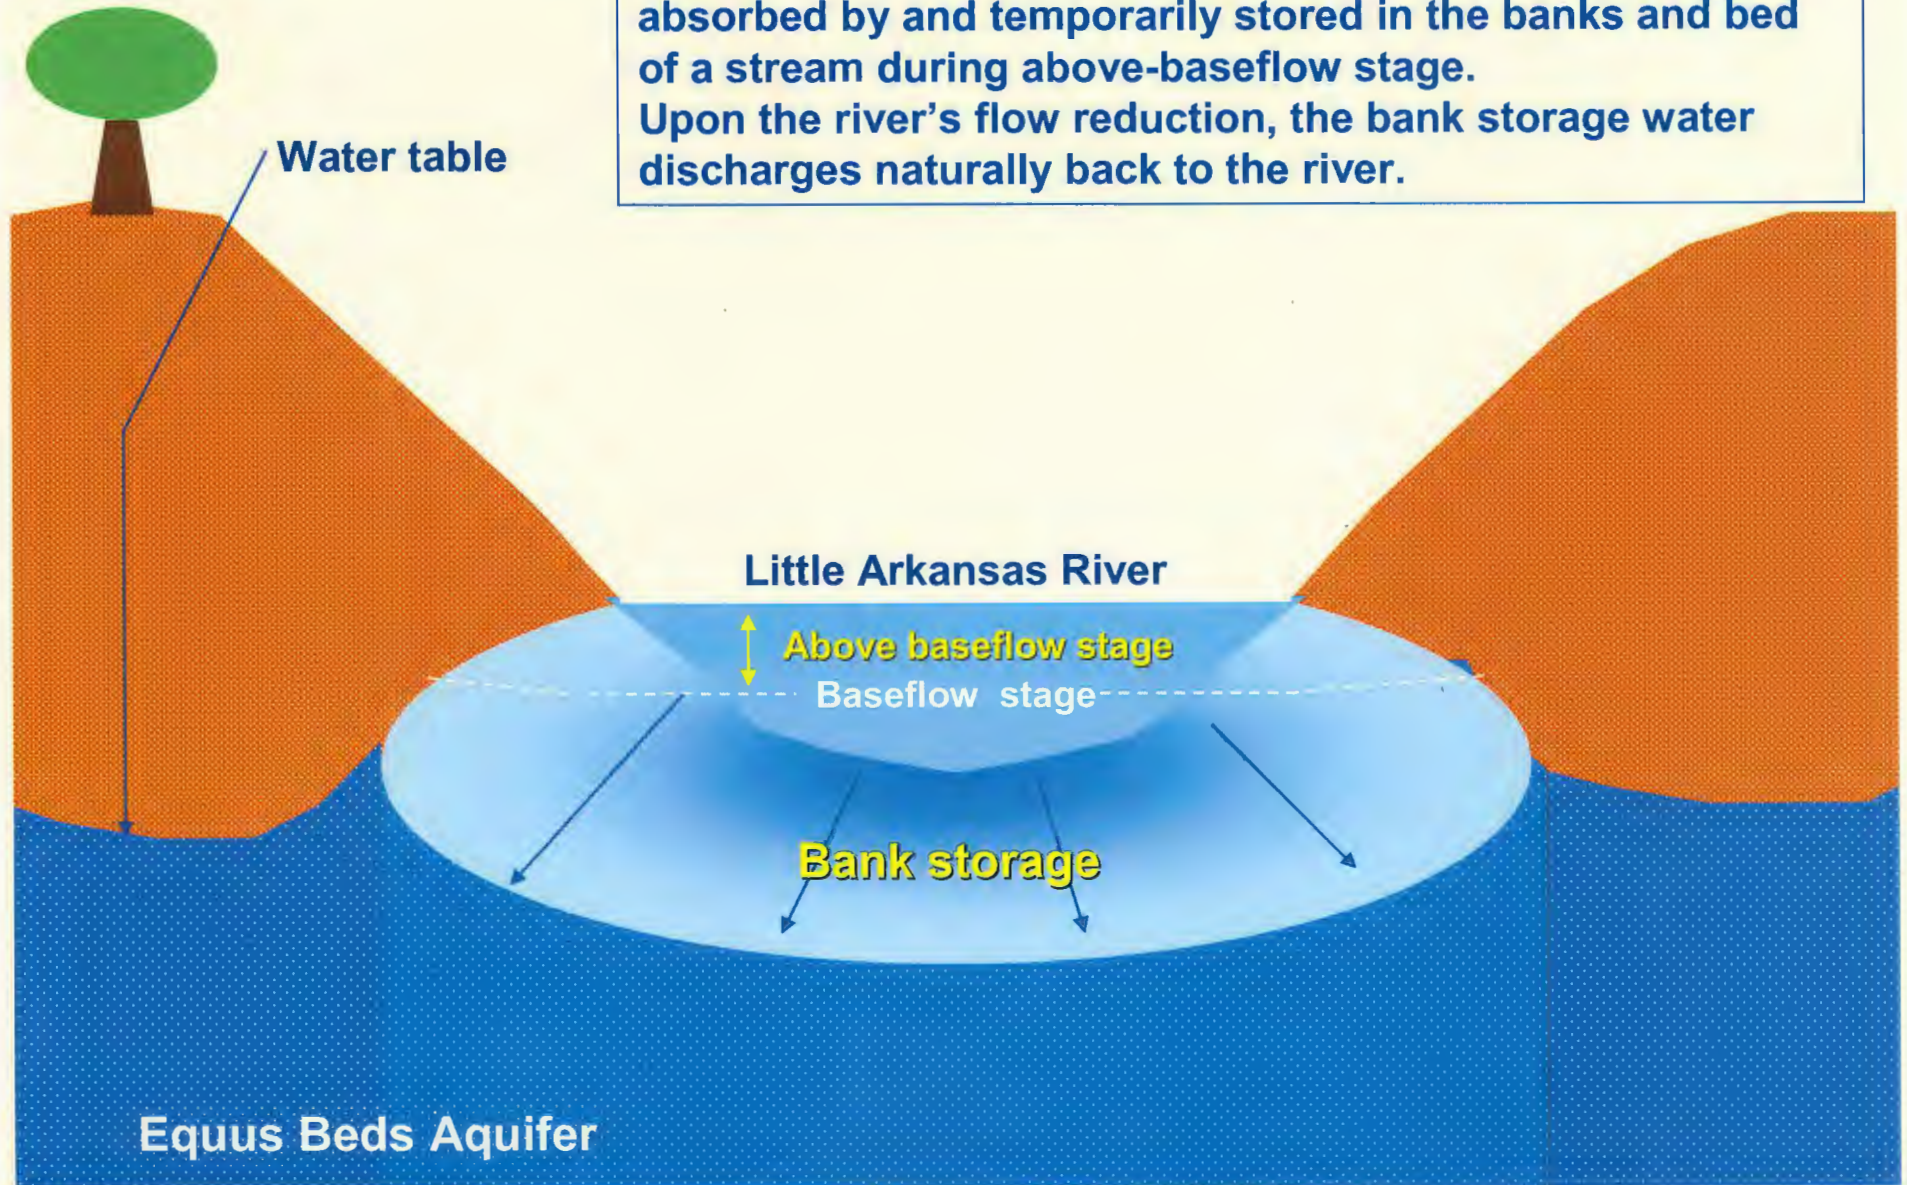 absorbed by and temporarily stored in the banks and bed
of a stream during above-baseflow stage.
Upon the river's flow reduction, the bank storage water
discharges naturally back to the river.
Water table
Little Arkansas River
Above baseflow stage
Baseflow stage
Bank storage
Equus Beds Aquifer